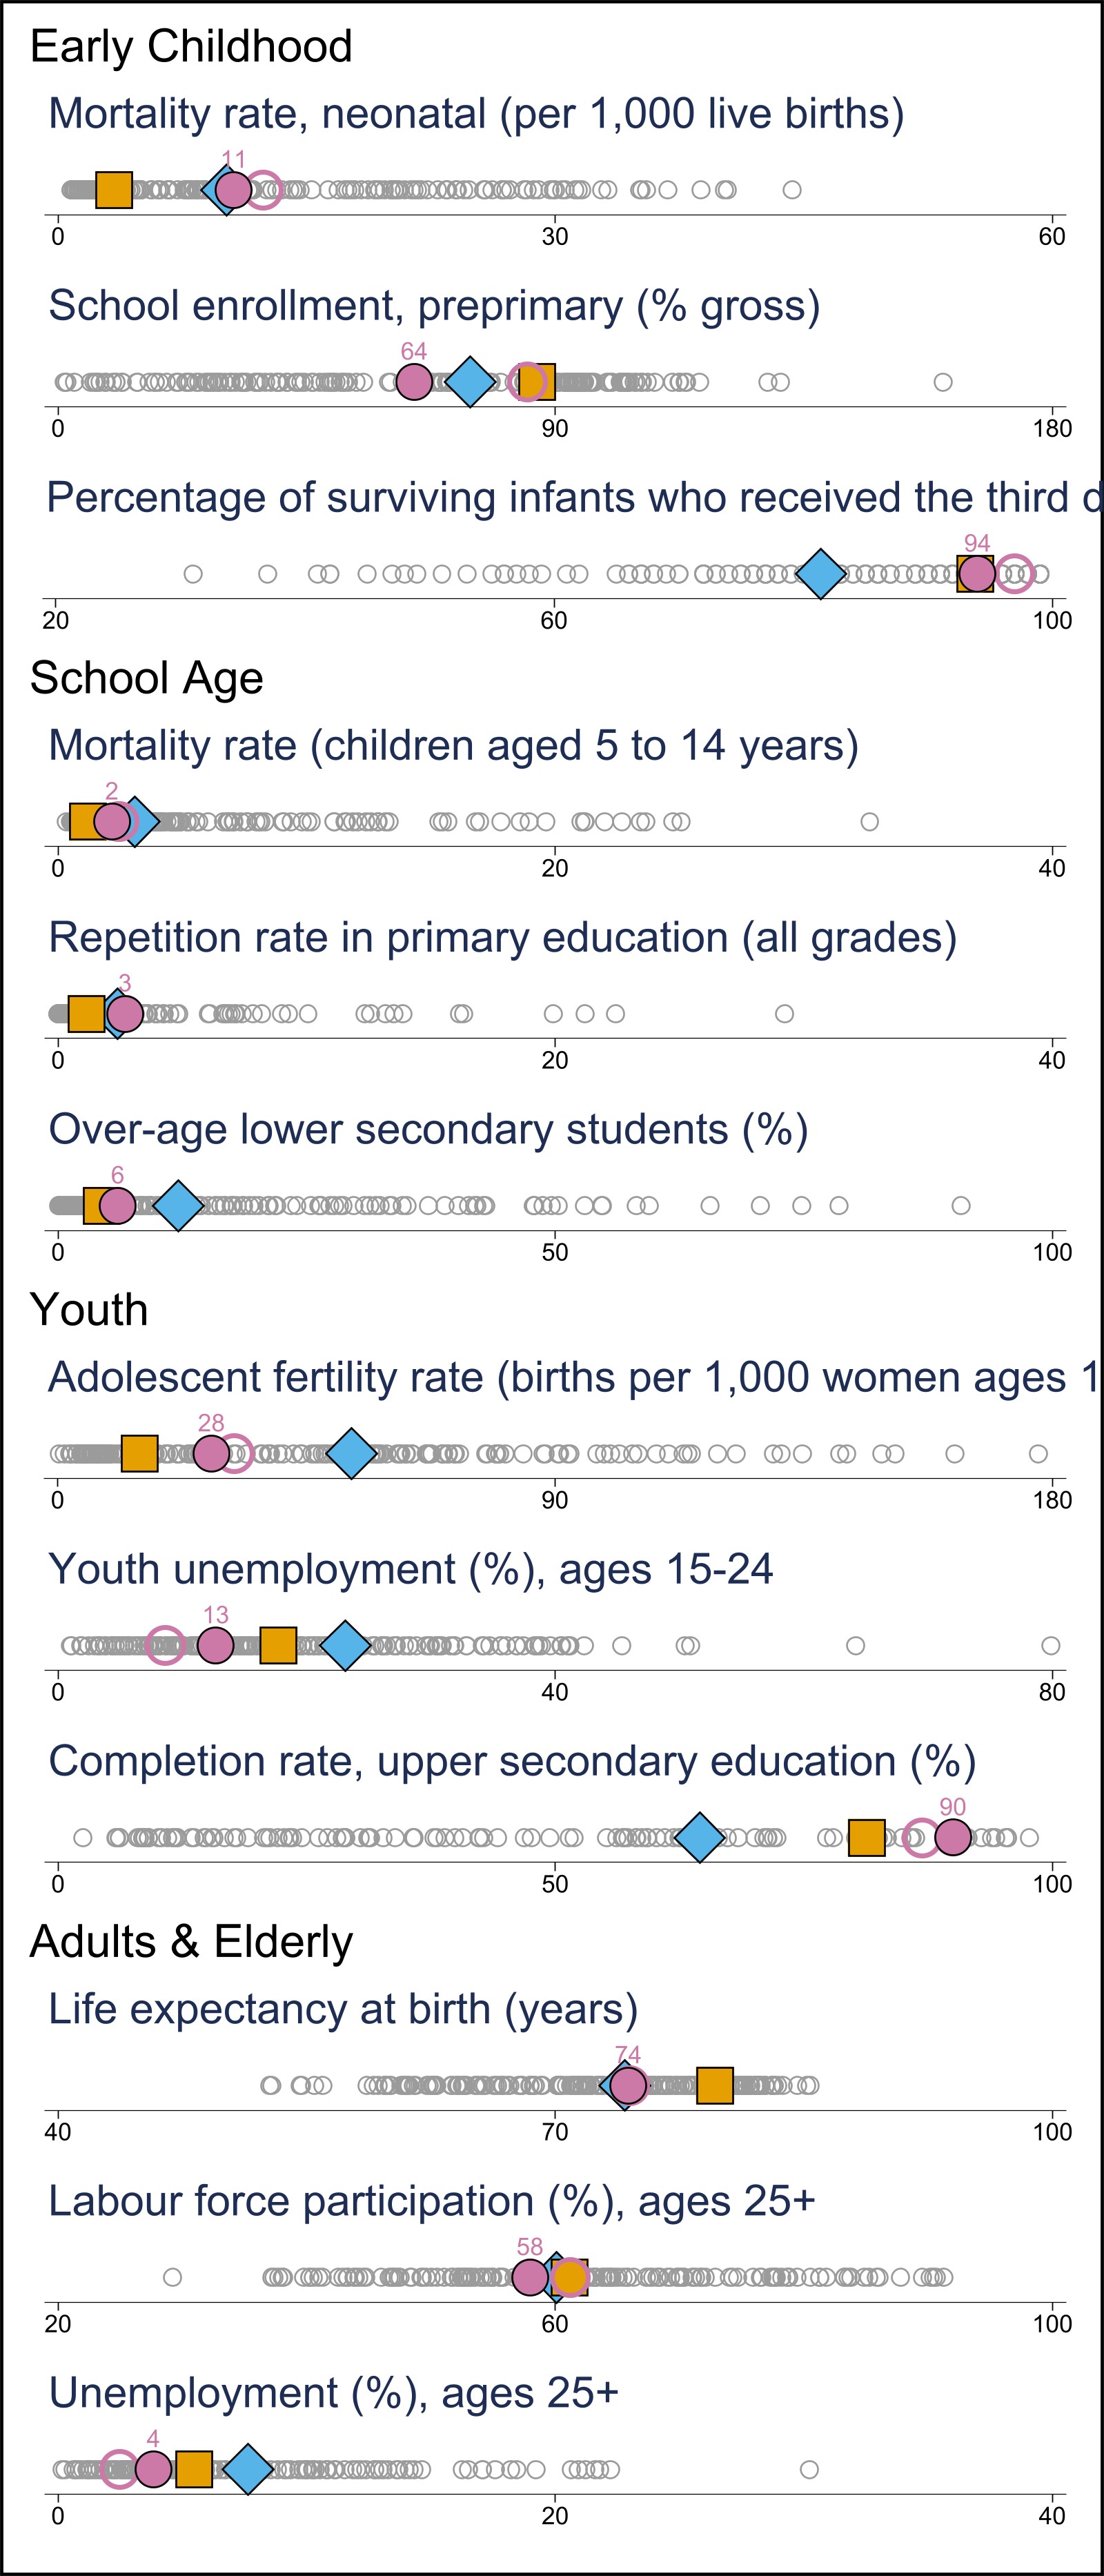 Early Childhood
Mortality rate, neonatal (per 1,000 live births)
11
0 30 60
School enrollment, preprimary (% gross)
64
0 90 180
Percentage of surviving infants who received the third d
94
20 60 100
School Age
Mortality rate (children aged 5 to 14 years)
2
0 20 40
Repetition rate in primary education (all grades)
3
0 20 40
Over-age lower secondary students (%)
6
0 50 100
Youth
Adolescent fertility rate (births per 1,000 women ages 1
28
0 90 180
Youth unemployment (%), ages 15-24
13
0 40 80
Completion rate, upper secondary education (%)
90
0 50 100
Adults & Elderly
Life expectancy at birth (years)
74
40 70 100
Labour force participation (%), ages 25+
58
20 60 100
Unemployment (%), ages 25+
4
0 20 40